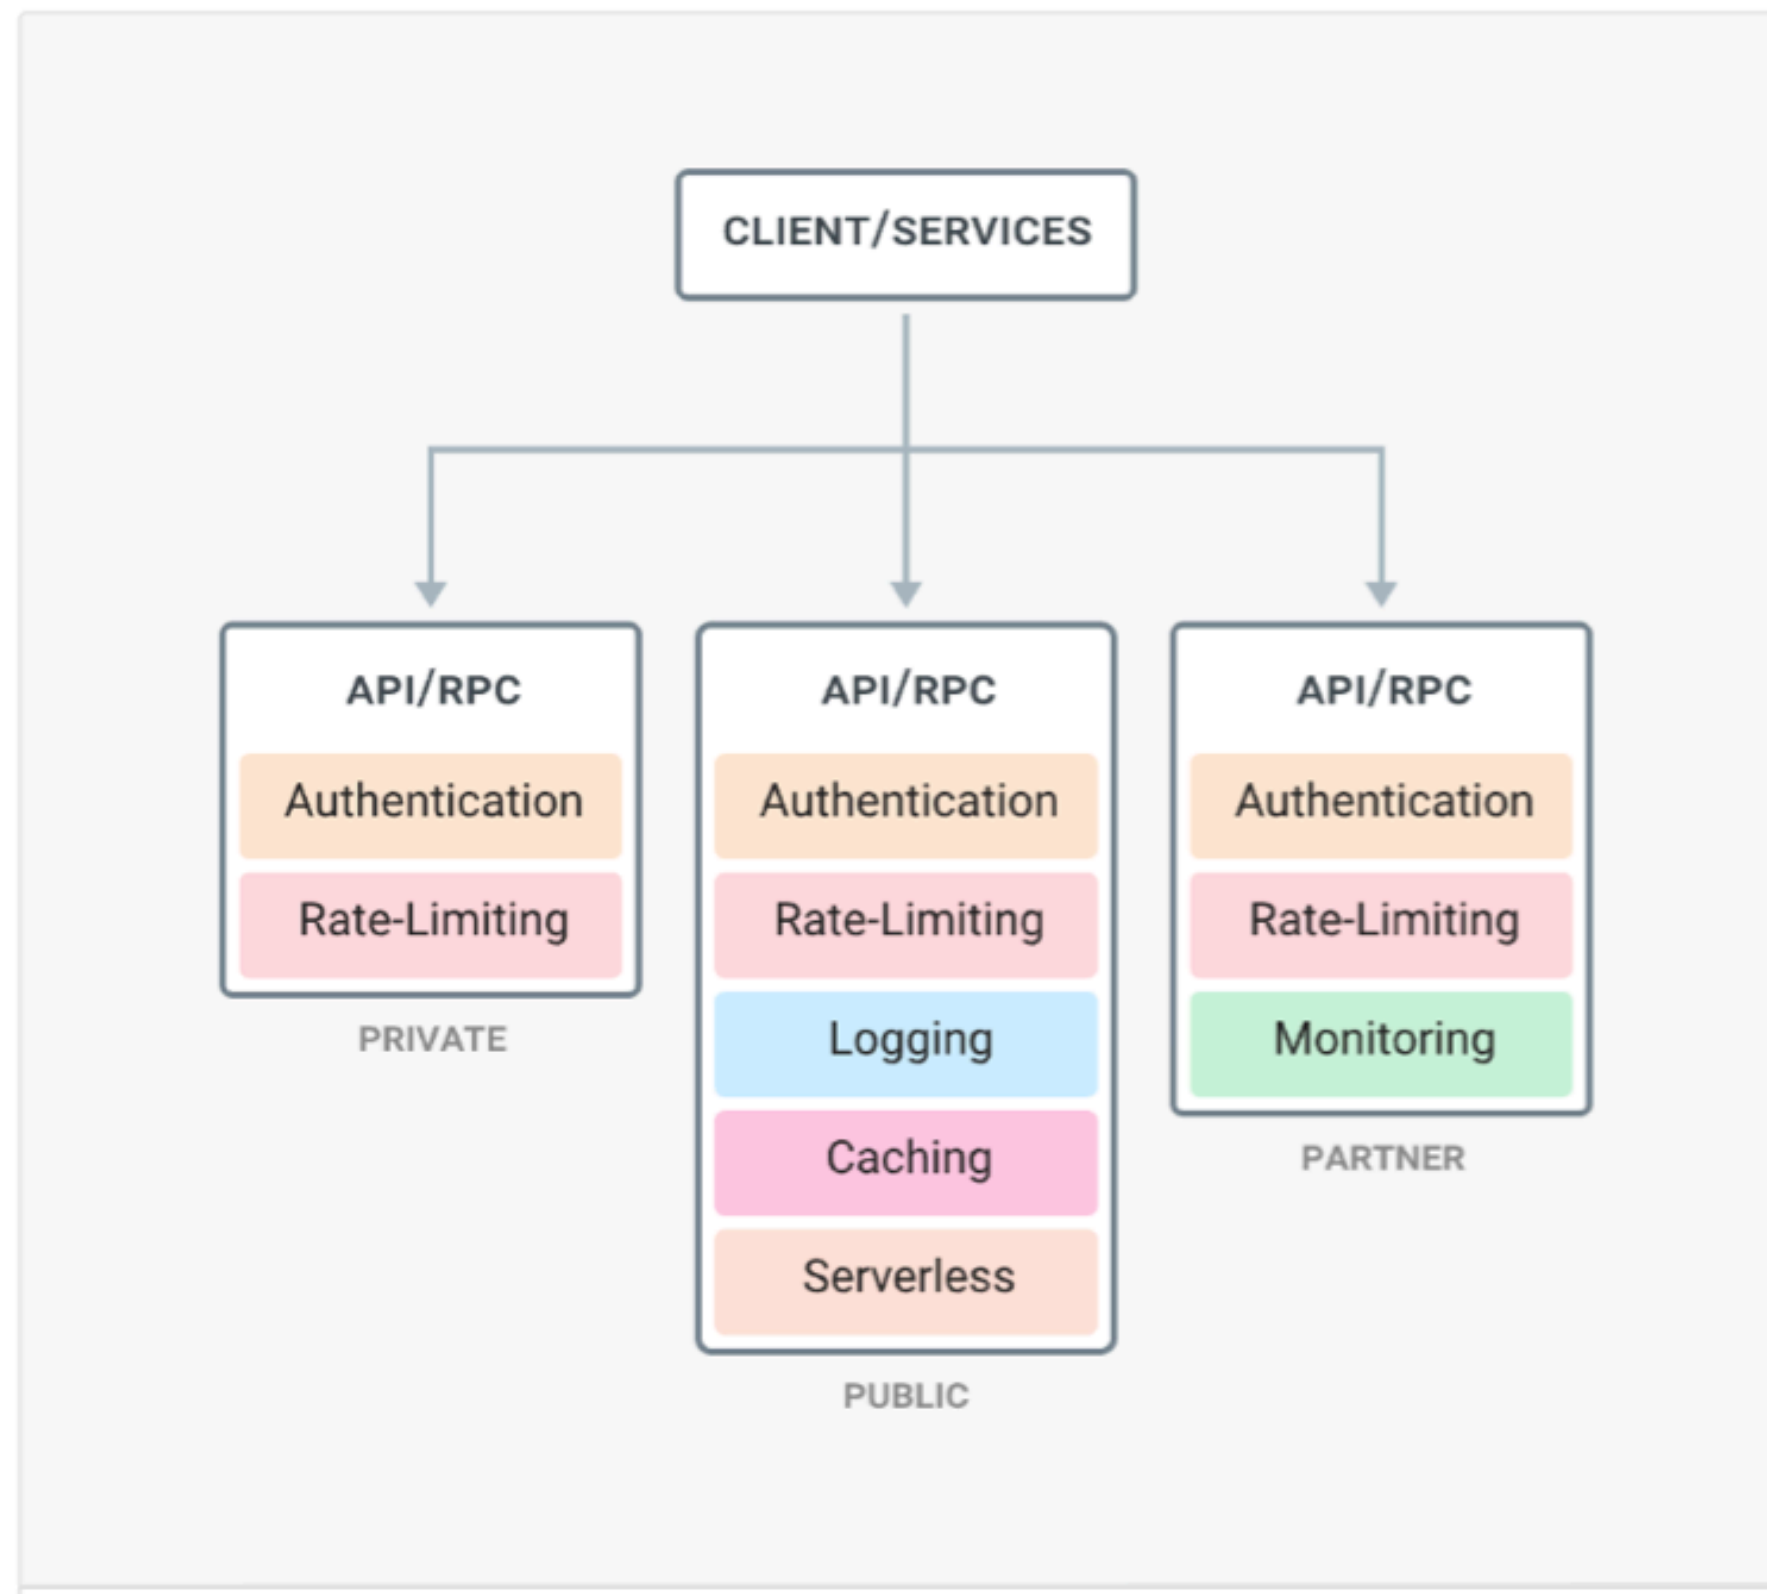 CLIENT/SERVICES
API/RPC
Authentication
Rate-Limiting
PRIVATE
API/RPC
Authentication
Rate-Limiting
Logging
Caching
Serverless
PUBLIC
API/RPC
Authentication
Rate-Limiting
Monitoring
PARTNER